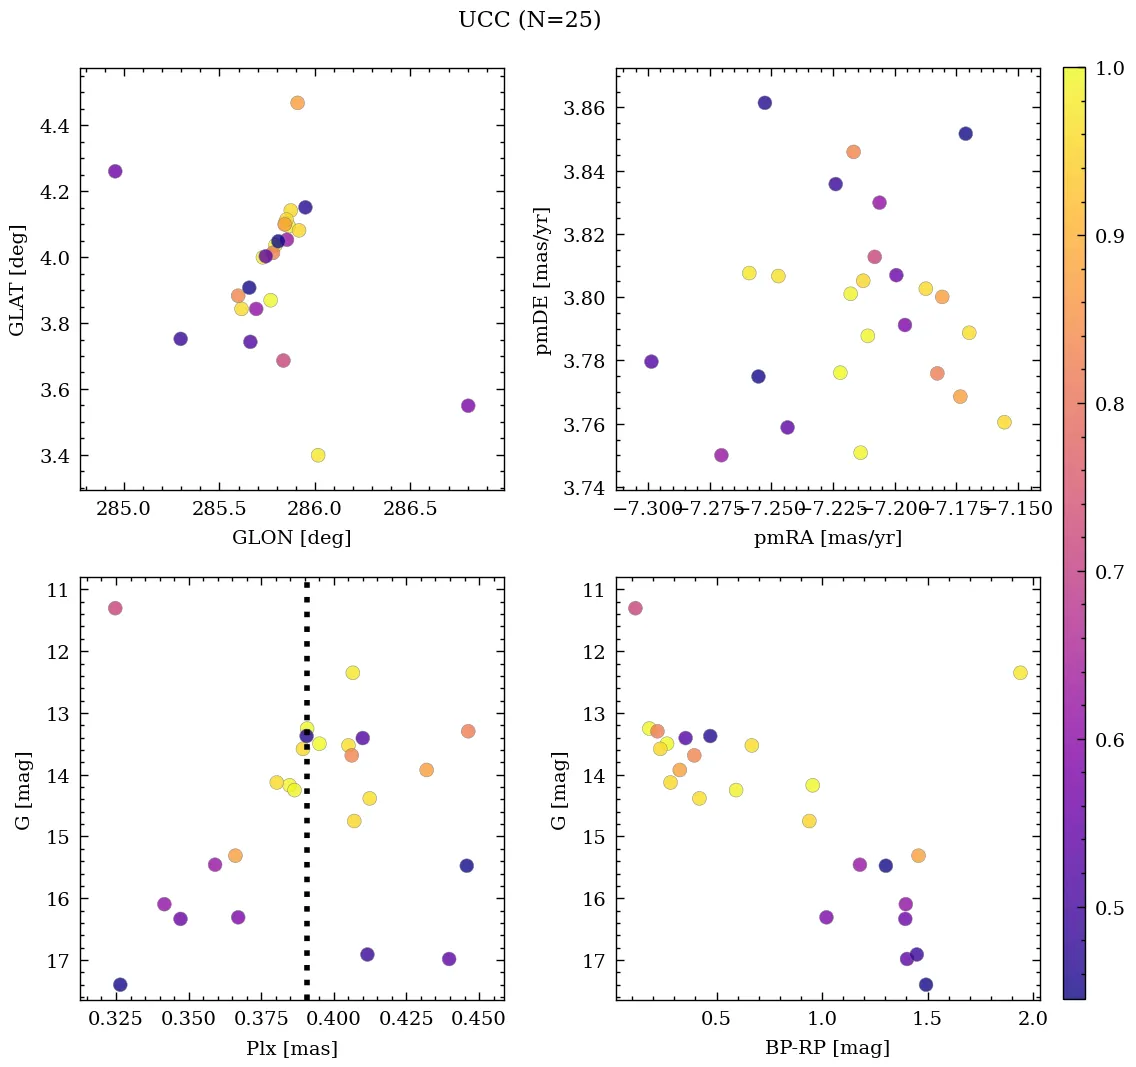 UCC (N=25)
4.4
4.2
4.0
3.8
3.6
3.4
GLAT [deg]
285.0 285.5 286.0 286.5
GLON [deg]
3.86
3.84
3.82
3.80
3.78
3.76
3.74
pmDE [mas/yr]
−7.300 −7.275 −7.250 −7.225 −7.200 −7.175 −7.150
pmRA [mas/yr]
11
12
13
14
15
16
17
G [mag]
0.325 0.350 0.375 0.400 0.425 0.450
Plx [mas]
11
12
13
14
15
16
17
G [mag]
0.5 1.0 1.5 2.0
BP-RP [mag]
1.0
0.9
0.8
0.7
0.6
0.5